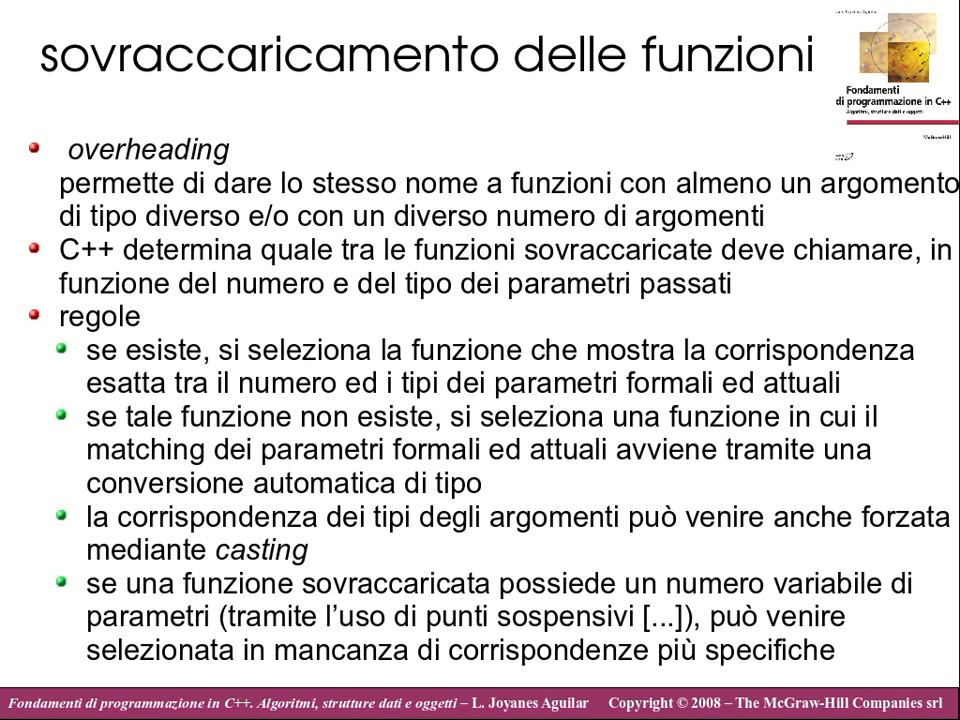 sovraccaricamento delle funzioni
Fondamenti
di programmazione in C++
Algoritmi, strutture dati e oggetti
McGraw-Hill
overheading
permette di dare lo stesso nome a funzioni con almeno un argomento
di tipo diverso e/o con un diverso numero di argomenti
C++ determina quale tra le funzioni sovraccaricate deve chiamare, in
funzione del numero e del tipo dei parametri passati
regole
se esiste, si seleziona la funzione che mostra la corrispondenza
esatta tra il numero ed i tipi dei parametri formali ed attuali
se tale funzione non esiste, si seleziona una funzione in cui il
matching dei parametri formali ed attuali avviene tramite una
conversione automatica di tipo
la corrispondenza dei tipi degli argomenti può venire anche forzata
mediante casting
se una funzione sovraccaricata possiede un numero variabile di
parametri (tramite l’uso di punti sospensivi [...]), può venire
selezionata in mancanza di corrispondenze più specifiche
Fondamenti di programmazione in C++. Algoritmi, strutture dati e oggetti – L. Joyanes Aguilar Copyright © 2008 – The McGraw-Hill Companies srl